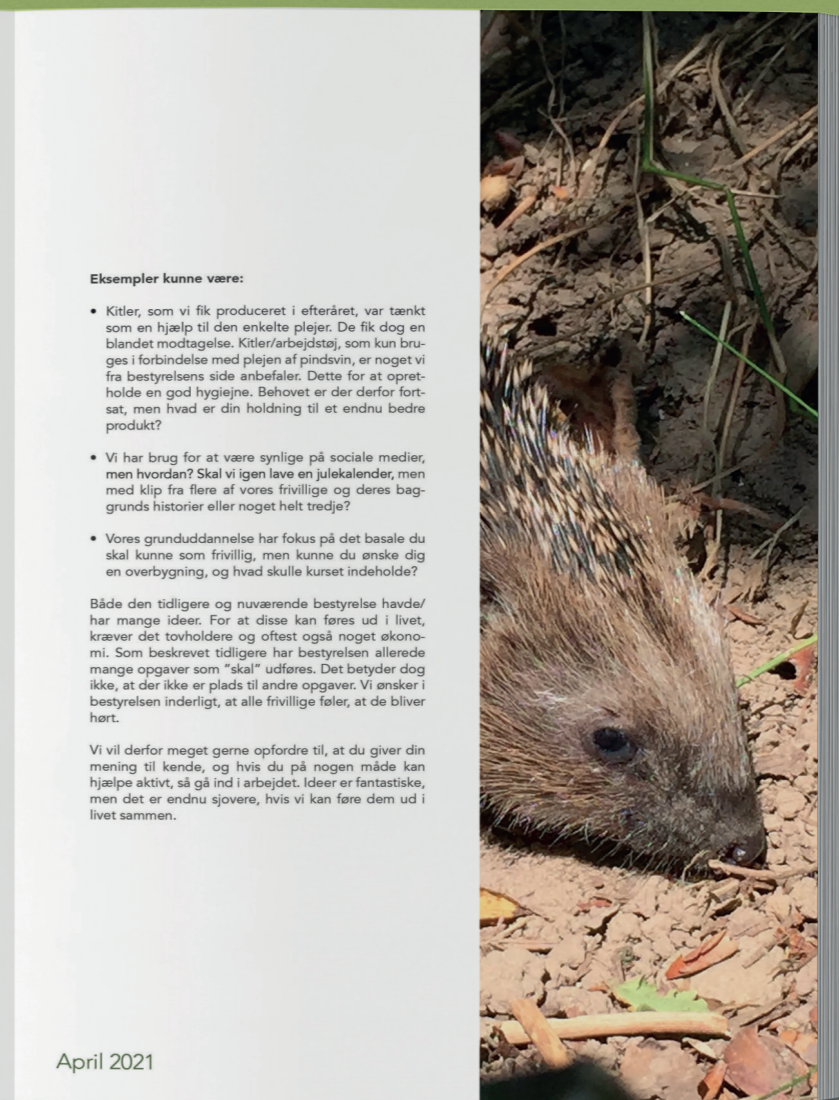 Eksempler kunne være:
• Kitler, som vi fik produceret i efteråret, var tænkt
som en hjælp til den enkelte plejer. De fik dog en
blandet modtagelse. Kitler/arbejdstøj, som kun bru-
ges i forbindelse med plejen af pindsvin, er noget vi
fra bestyrelsens side anbefaler. Dette for at opret-
holde en god hygiejne. Behovet er der derfor fort-
sat, men hvad er din holdning til et endnu bedre
produkt?
• Vi har brug for at være synlige på sociale medier,
men hvordan? Skal vi igen lave en julekalender, men
med klip fra flere af vores frivillige og deres bag-
grunds historier eller noget helt tredje?
• Vores grunduddannelse har fokus på det basale du
skal kunne som frivillig, men kunne du ønske dig
en overbygning, og hvad skulle kurset indeholde?
Både den tidligere og nuværende bestyrelse havde/
har mange ideer. For at disse kan føres ud i livet,
kræver det tovholdere og oftest også noget økono-
mi. Som beskrevet tidligere har bestyrelsen allerede
mange opgaver som "skal" udføres. Det betyder dog
ikke, at der ikke er plads til andre opgaver. Vi ønsker i
bestyrelsen inderligt, at alle frivillige føler, at de bliver
hørt.
Vi vil derfor meget gerne opfordre til, at du giver din
mening til kende, og hvis du på nogen måde kan
hjælpe aktivt, så gå ind i arbejdet. Ideer er fantastiske,
men det er endnu sjovere, hvis vi kan føre dem ud i
livet sammen.
April 2021